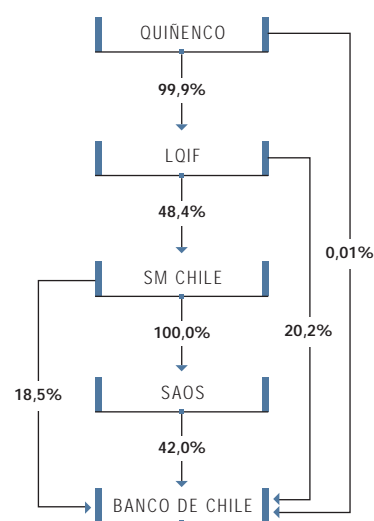 QUIÑENCO
99,9%
LQIF
48,4%
0,01%
SM CHILE
100,0%
20,2%
18,5%
SAOS
42,0%
BANCO DE CHILE